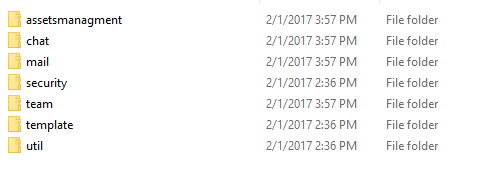 assetsmanagment 2/1/2017 3:57 PM File folder
chat 2/1/2017 3:57 PM File folder
mail 2/1/2017 3:57 PM File folder
security 2/1/2017 2:36 PM File folder
team 2/1/2017 3:57 PM File folder
template 2/1/2017 2:36 PM File folder
util 2/1/2017 2:36 PM File folder